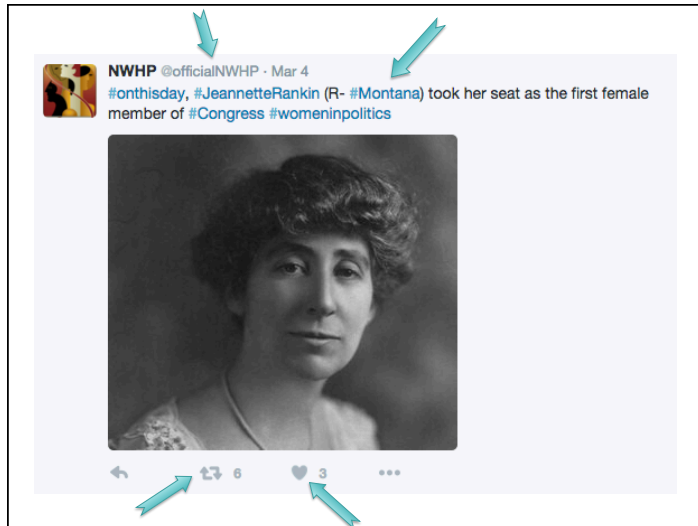 NWHP @officialNWHP · Mar 4
#onthisday, #JeannetteRankin (R- #Montana) took her seat as the first female
member of #Congress #womeninpolitics
6 3